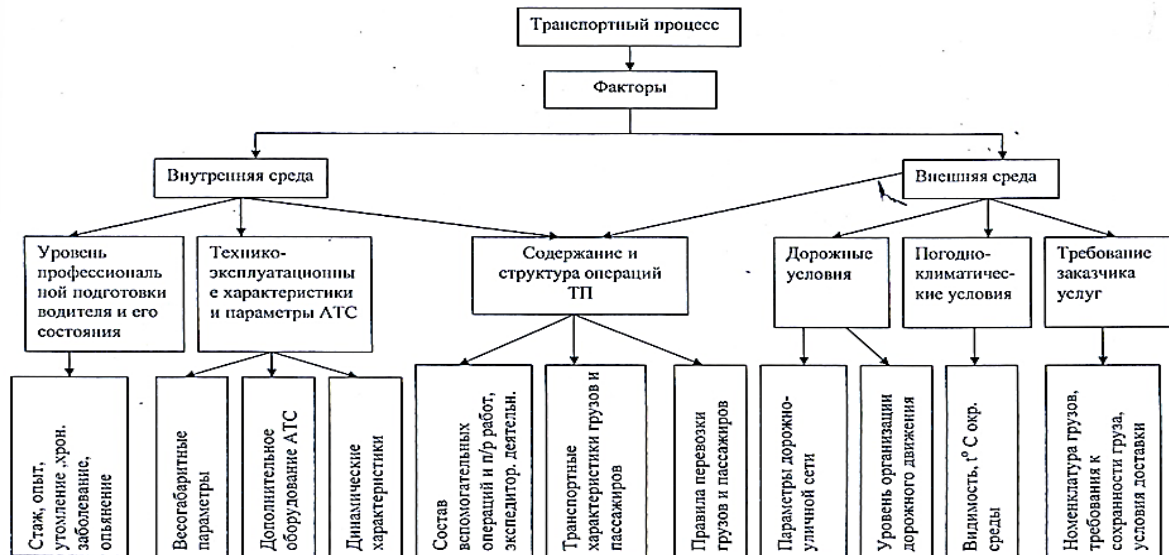 Транспортный процесс
Факторы
Внутренняя среда
Внешняя среда
Уровень
профессиональ
ной подготовки
водителя и его
состояния
Технико-
эксплуатационны
е характеристики
и параметры АТС
Содержание и
структура операций
ТП
Дорожные
условия
Погодно-
климатичес-
кие условия
Требование
заказчика
услуг
Стаж, опыт,
утомление ,хрон.
заболевание,
опьянение
Весогабаритные
параметры
Дополнительное
оборудование АТС
Динамические
характеристики
Состав
вспомогательных
операций и п/р работ,
экспедитор. деятельн.
Транспортные
характеристики грузов и
пассажиров
Правила перевозки
грузов и пассажиров
Параметры дорожно-
уличной сети
Уровень организации
дорожного движения
Видимость, t° С окр.
среды
Номенклатура грузов,
требования к
сохранности груза,
условия доставки